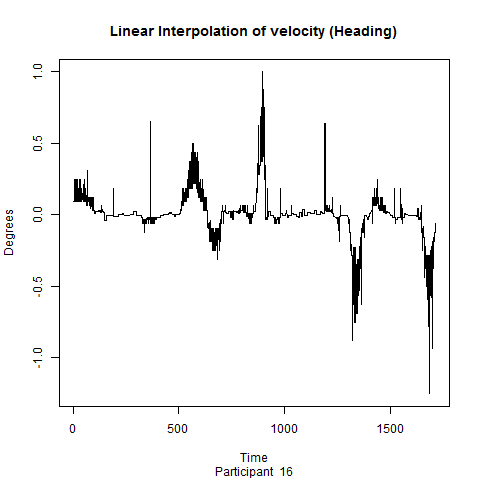 Linear Interpolation of velocity (Heading)
Degrees
1.0
0.5
0.0
-0.5
-1.0
0 500 1000 1500
Time
Participant 16